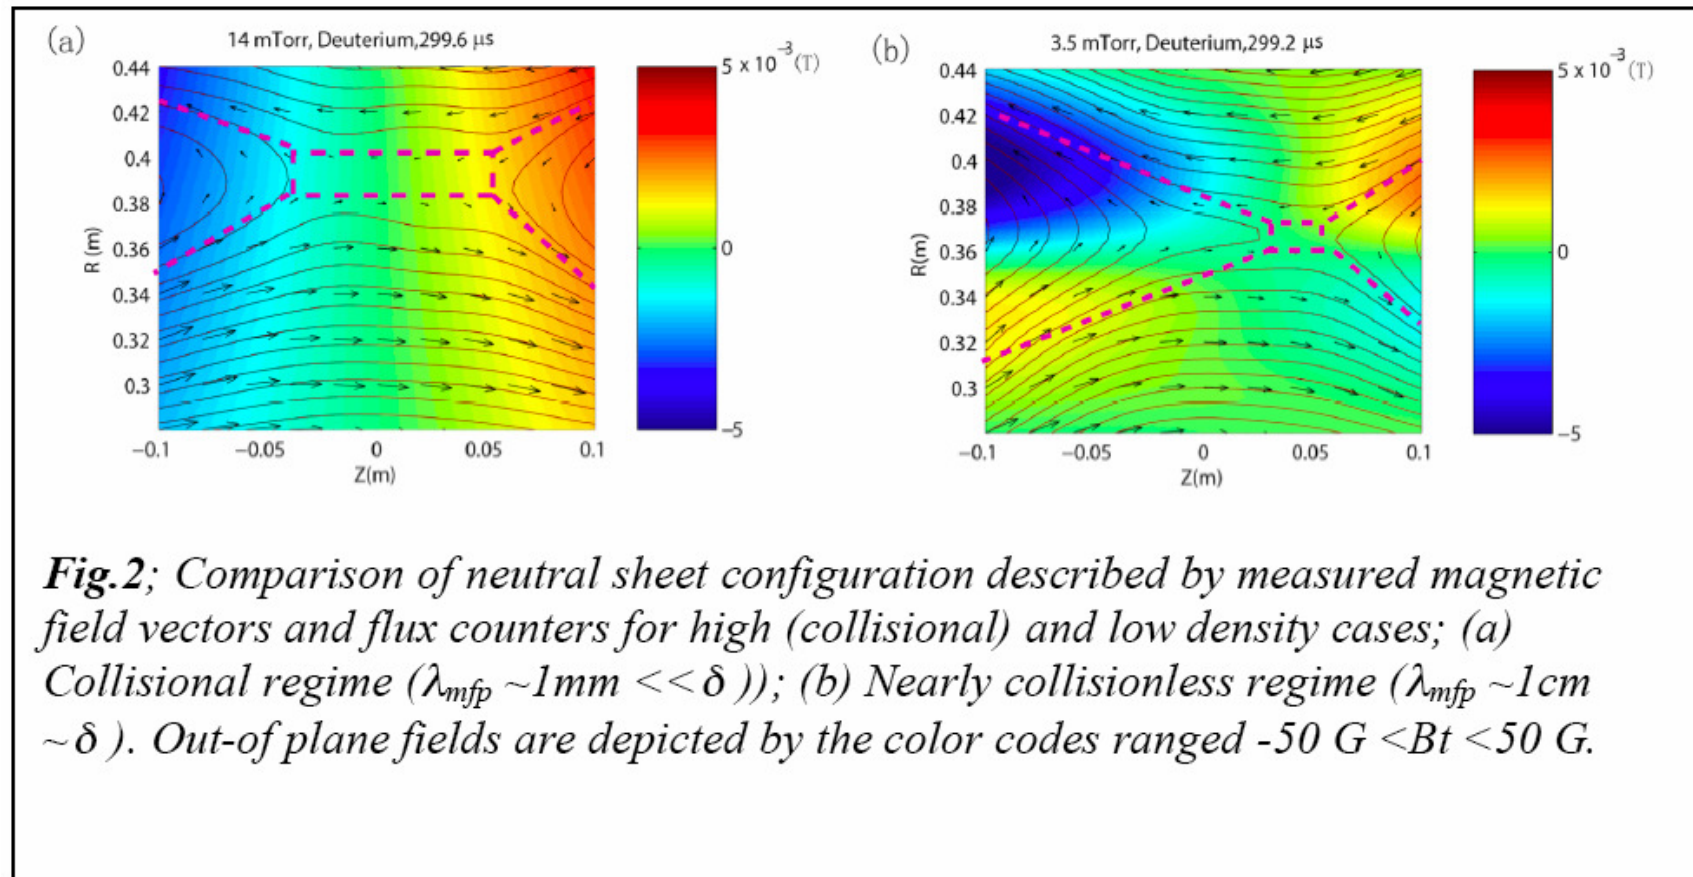 (a)
14 mTorr, Deuterium,299.6 μs
5 x 10⁻³ (T)
0.44
0.42
0.4
0.38
0.36
0.34
0.32
0.3
R (m)
0
−5
−0.1
−0.05
0
0.05
0.1
Z(m)
(b)
3.5 mTorr, Deuterium,299.2 μs
5 x 10⁻³ (T)
0.44
0.42
0.4
0.38
0.36
0.34
0.32
0.3
R(m)
0
−5
−0.1
−0.05
0
0.05
0.1
Z(m)
Fig.2; Comparison of neutral sheet configuration described by measured magnetic
field vectors and flux counters for high (collisional) and low density cases; (a)
Collisional regime (λmfp ~1mm <<δ )); (b) Nearly collisionless regime (λmfp ~1cm
~δ ). Out-of plane fields are depicted by the color codes ranged -50 G <Bt <50 G.